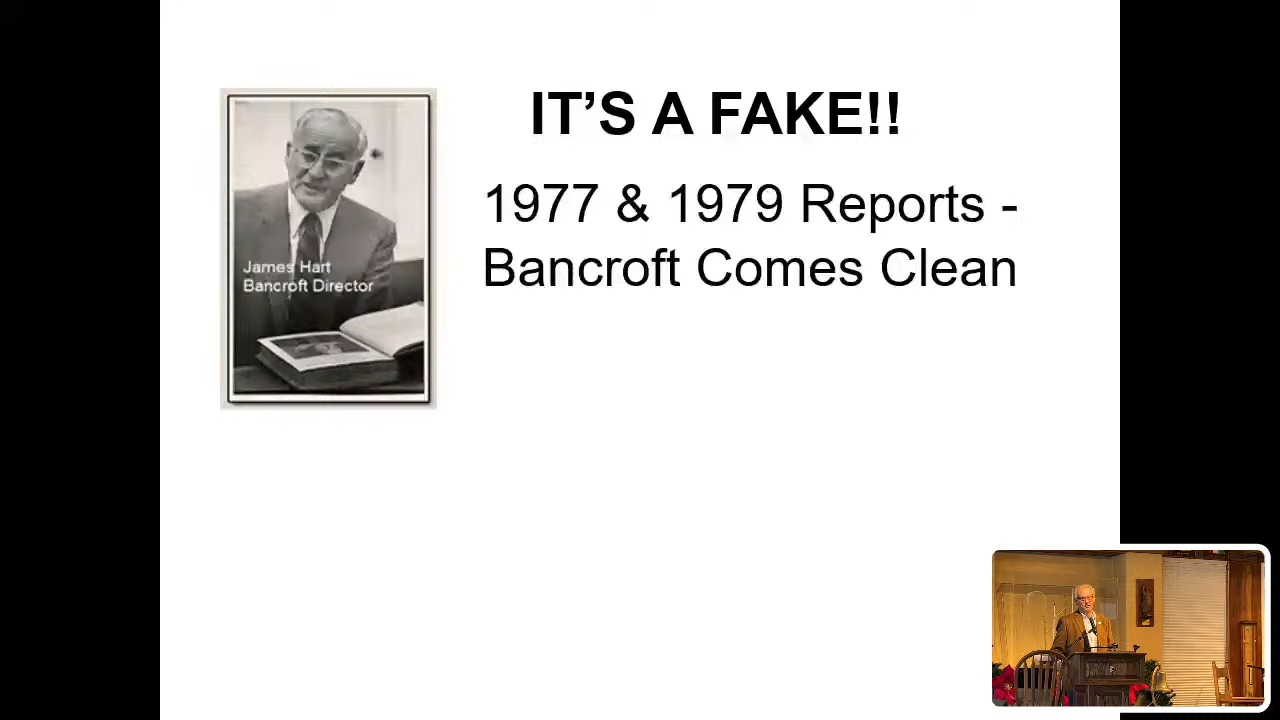 IT’S A FAKE!!
1977 & 1979 Reports -
Bancroft Comes Clean
James Hart
Bancroft Director